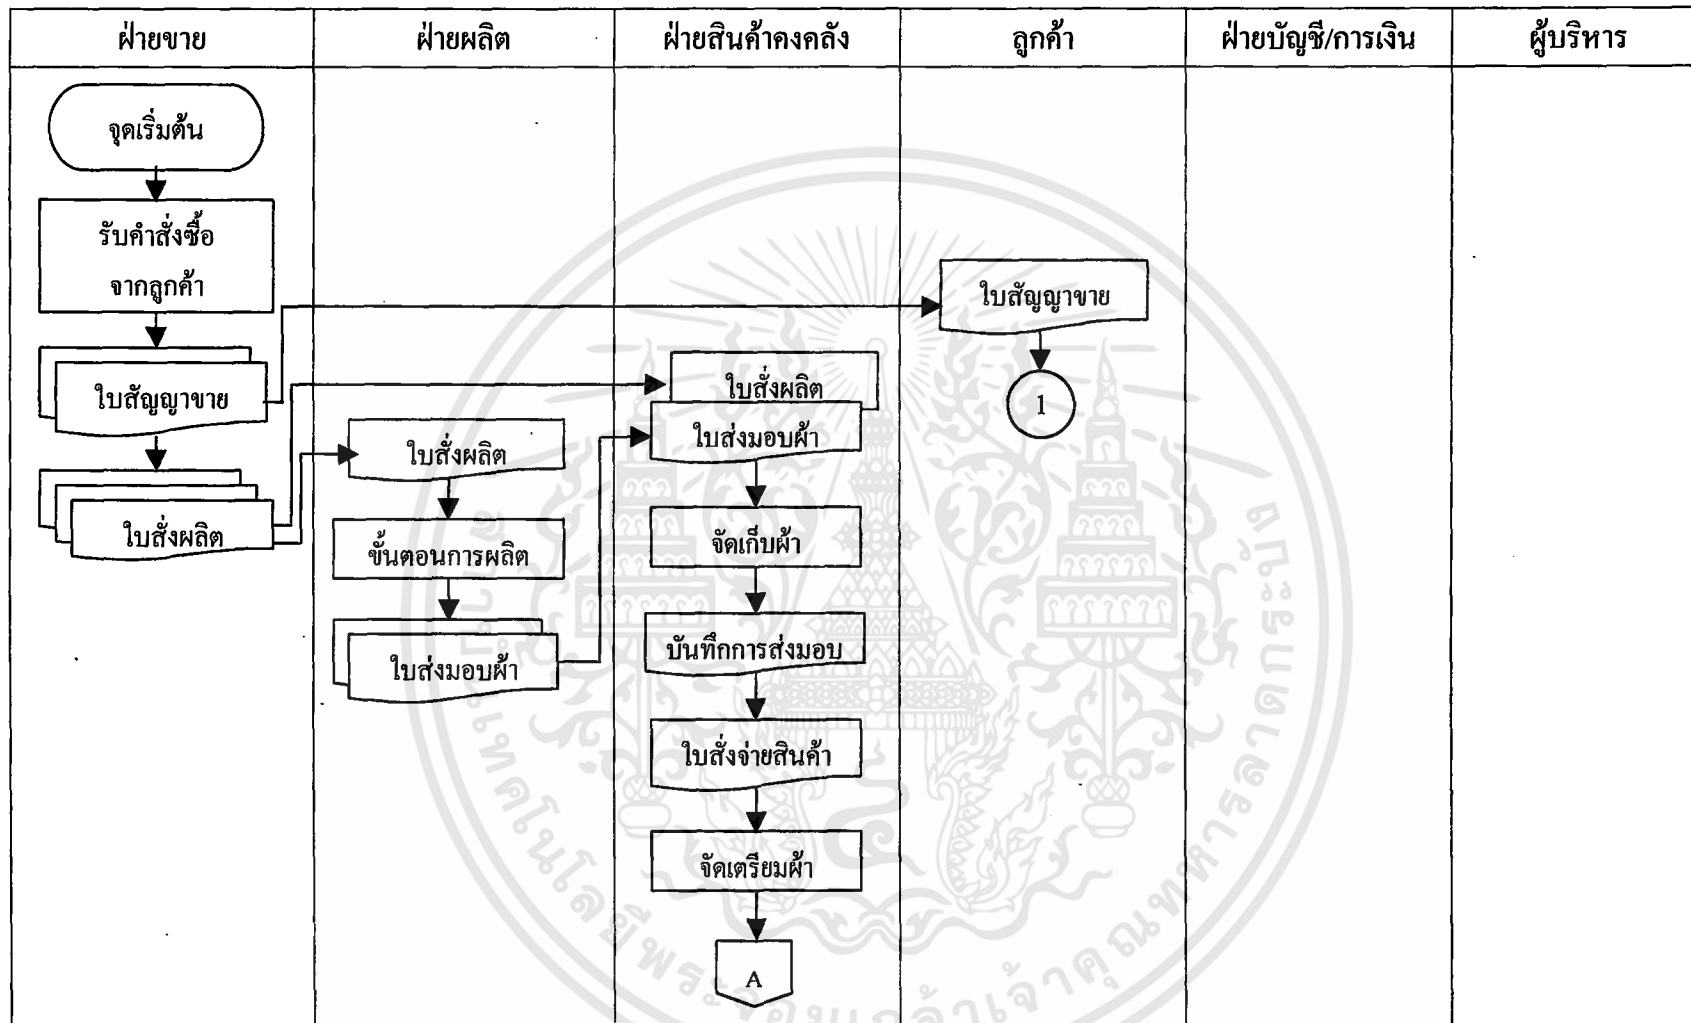 ฝ่ายขาย
ฝ่ายผลิต
ฝ่ายสินค้าคงคลัง
ลูกค้า
ฝ่ายบัญชี/การเงิน
ผู้บริหาร
จุดเริ่มต้น
รับคำสั่งซื้อ
จากลูกค้า
ใบสัญญาขาย
ใบสั่งผลิต
ใบสั่งผลิต
ขั้นตอนการผลิต
ใบส่งมอบผ้า
ใบสั่งผลิต
ใบส่งมอบผ้า
จัดเก็บผ้า
บันทึกการส่งมอบ
ใบสั่งจ่ายสินค้า
จัดเตรียมผ้า
A
ใบสัญญาขาย
1